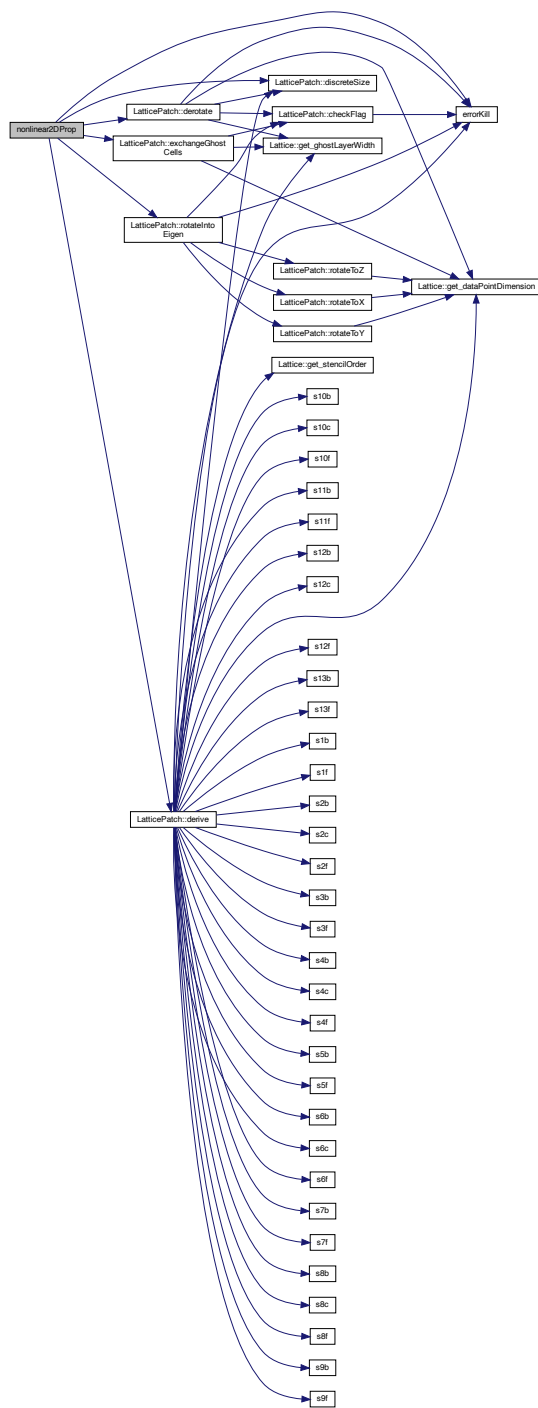 LatticePatch::discreteSize
LatticePatch::derotate
LatticePatch::checkFlag
errorKill
nonlinear2DProp
LatticePatch::exchangeGhost
Cells
Lattice::get_ghostLayerWidth
LatticePatch::rotateInto
Eigen
LatticePatch::rotateToZ
Lattice::get_dataPointDimension
LatticePatch::rotateToX
LatticePatch::rotateToY
Lattice::get_stencilOrder
s10b
s10c
s10f
s11b
s11f
s12b
s12c
s12f
s13b
s13f
s1b
s1f
s2b
LatticePatch::derive
s2c
s2f
s3b
s3f
s4b
s4c
s4f
s5b
s5f
s6b
s6c
s6f
s7b
s7f
s8b
s8c
s8f
s9b
s9f